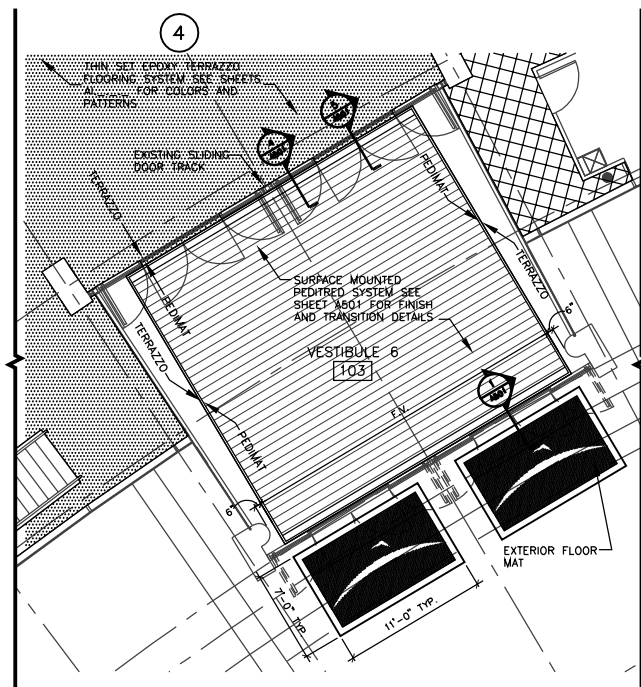 4
THIN SET EPOXY TERRAZZO
FLOORING SYSTEM SEE SHEETS
AL____ FOR COLORS AND
PATTERNS
EXISTING SLIDING
DOOR TRACK
TERRAZZO
PEDIMAT
PEDIMAT
TERRAZZO
SURFACE MOUNTED
PEDITRED SYSTEM SEE
SHEET A601 FOR FINISH
AND TRANSITION DETAILS
TERRAZZO
PEDIMAT
6"
VESTIBULE 6
103
F.V.
6"
EXTERIOR FLOOR
MAT
7'-0" TYP.
11'-0" TYP.